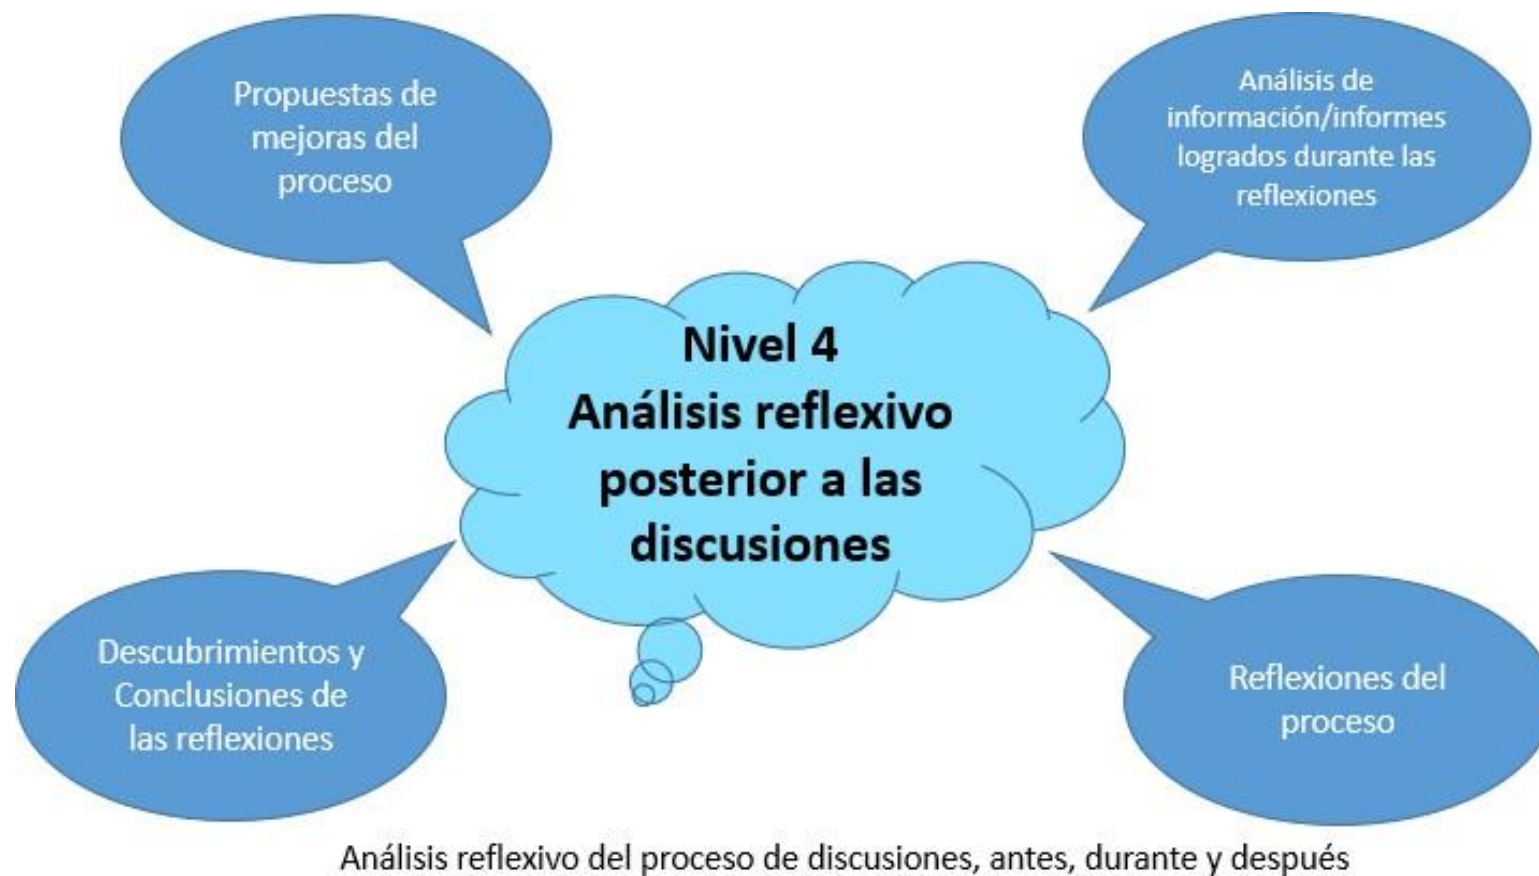 Propuestas de
mejoras del
proceso
Análisis de
información/informes
logrados durante las
reflexiones
Nivel 4
Análisis reflexivo
posterior a las
discusiones
Descubrimientos y
Conclusiones de
las reflexiones
Reflexiones del
proceso
Análisis reflexivo del proceso de discusiones, antes, durante y después